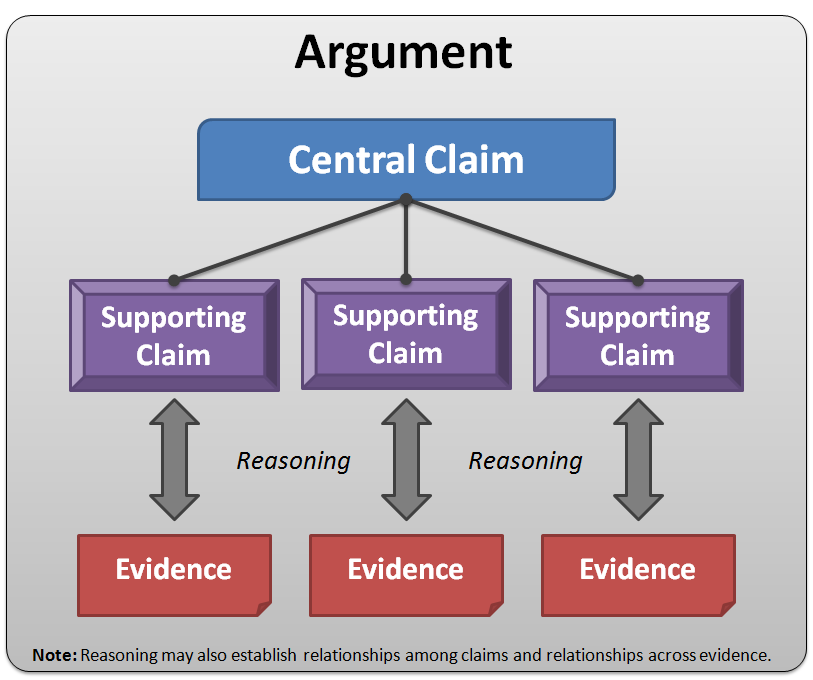 Argument
Central Claim
Supporting
Claim
Supporting
Claim
Supporting
Claim
Reasoning
Reasoning
Evidence
Evidence
Evidence
Note: Reasoning may also establish relationships among claims and relationships across evidence.